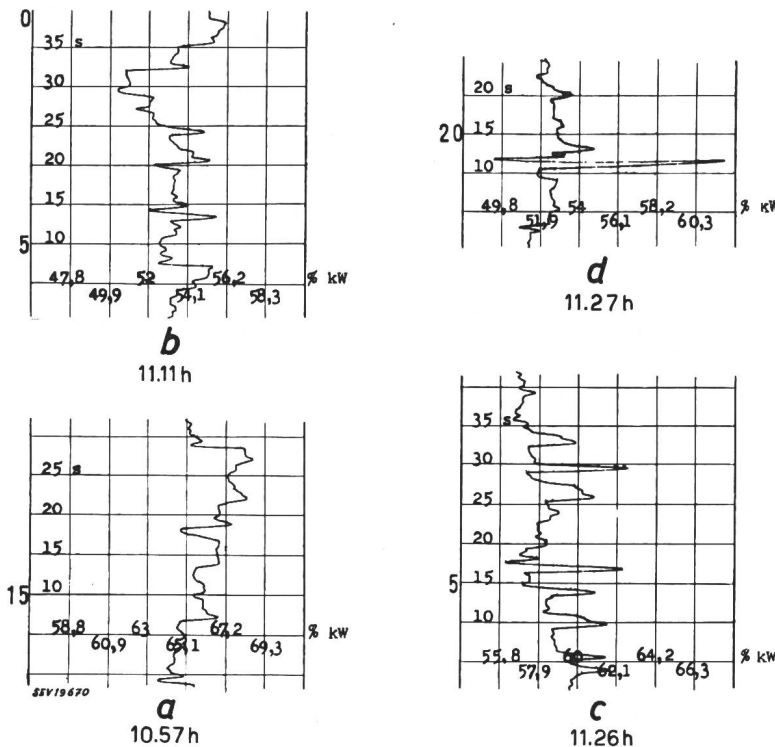 0
35 s
30
25
20
15
5 10
47,8 52 56,2 % kW
49,9 54,1 58,3
b
11.11 h
25 s
20
15
15 10
58,8 63 67,2 % kW
60,9 65,1 69,3
SEV19670
a
10.57 h
20 s
20 15
10
49,8 54 58,2 % kW
51,9 56,1 60,3
d
11.27 h
35 s
30
25
20
5 15
10
55,8 60 64,2 % kW
57,9 62,1 66,3
c
11.26 h